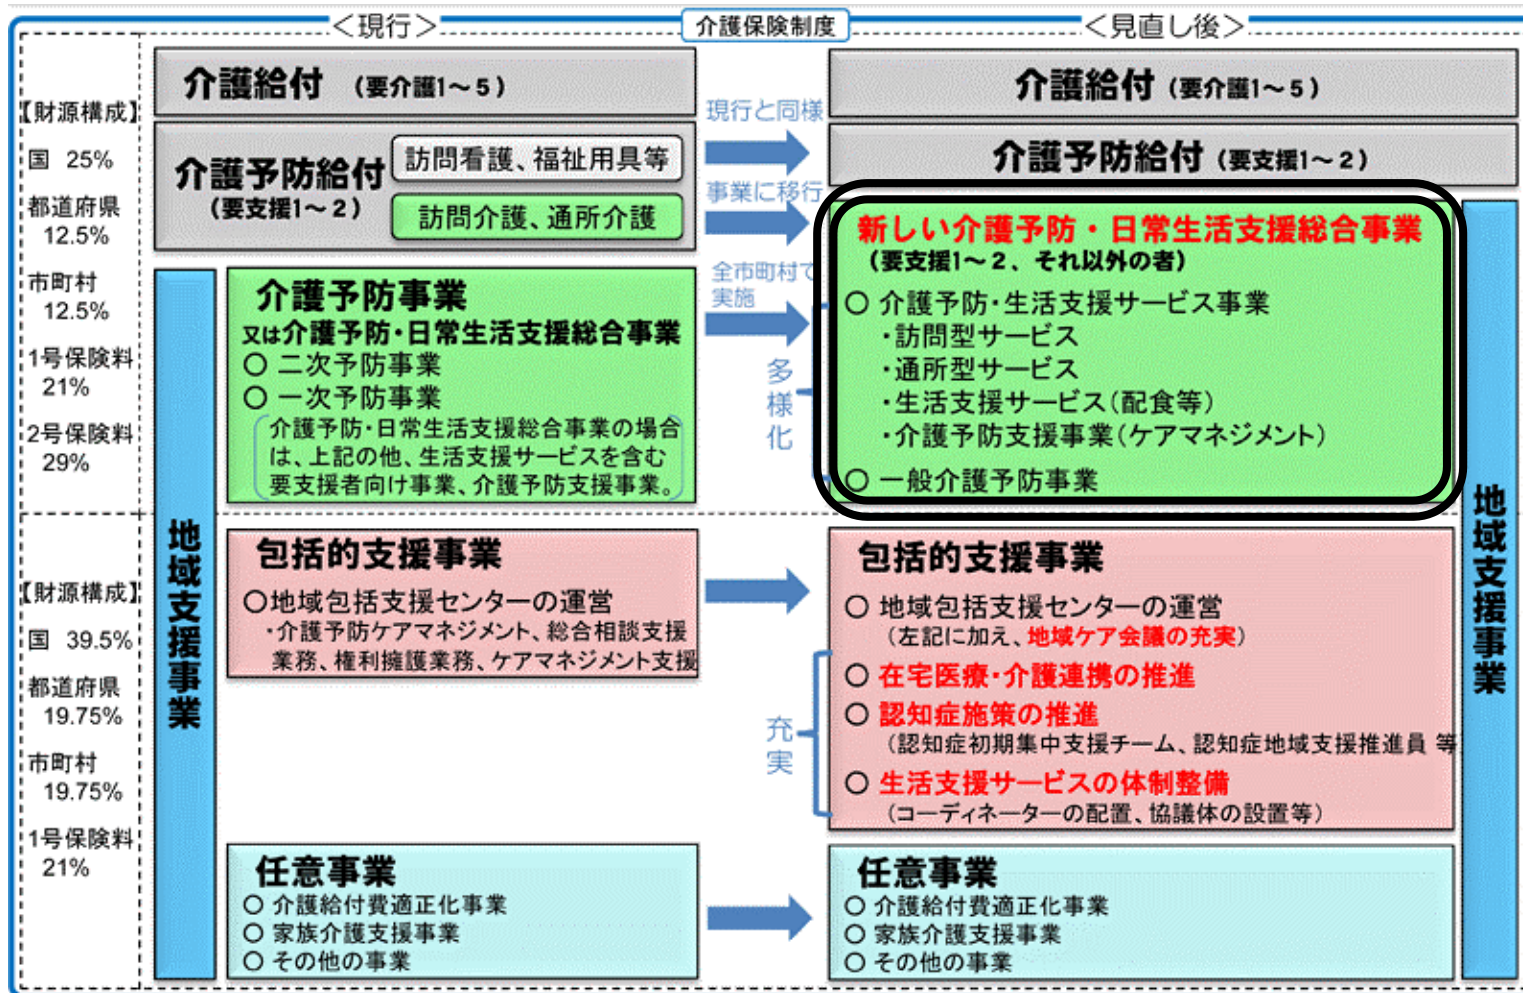 ＜現行＞
介護保険制度
＜見直し後＞
【財源構成】
国 25%
都道府県
12.5%
市町村
12.5%
1号保険料
21%
2号保険料
29%
【財源構成】
国 39.5%
都道府県
19.75%
市町村
19.75%
1号保険料
21%
介護給付 （要介護1～5）
介護予防給付
（要支援1～2）
訪問看護、福祉用具等
訪問介護、通所介護
地域支援事業
介護予防事業
又は介護予防・日常生活支援総合事業
○ 二次予防事業
○ 一次予防事業
介護予防・日常生活支援総合事業の場合
は、上記の他、生活支援サービスを含む
要支援者向け事業、介護予防支援事業。
包括的支援事業
○地域包括支援センターの運営
・介護予防ケアマネジメント、総合相談支援
業務、権利擁護業務、ケアマネジメント支援
任意事業
○ 介護給付費適正化事業
○ 家族介護支援事業
○ その他の事業
現行と同様
事業に移行
全市町村で
実施
多様化
充実
介護給付 （要介護1～5）
介護予防給付 （要支援1～2）
新しい介護予防・日常生活支援総合事業
（要支援1～2、それ以外の者）
○ 介護予防・生活支援サービス事業
・訪問型サービス
・通所型サービス
・生活支援サービス（配食等）
・介護予防支援事業（ケアマネジメント）
○ 一般介護予防事業
包括的支援事業
○ 地域包括支援センターの運営
（左記に加え、地域ケア会議の充実）
○ 在宅医療・介護連携の推進
○ 認知症施策の推進
（認知症初期集中支援チーム、認知症地域支援推進員 等
○ 生活支援サービスの体制整備
（コーディネーターの配置、協議体の設置等）
任意事業
○ 介護給付費適正化事業
○ 家族介護支援事業
○ その他の事業
地域支援事業